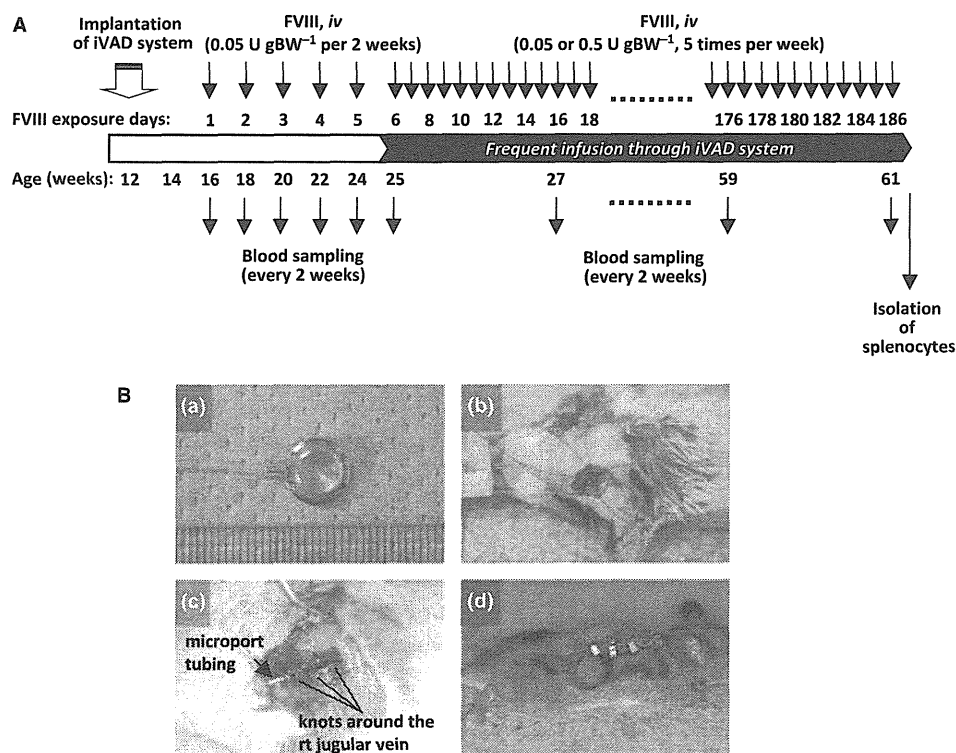 A
Implantation
of iVAD system
FVIII, iv
(0.05 U gBW⁻¹ per 2 weeks)
FVIII, iv
(0.05 or 0.5 U gBW⁻¹, 5 times per week)
FVIII exposure days: 1 2 3 4 5 6 8 10 12 14 16 18 176 178 180 182 184 186
Frequent infusion through iVAD system
Age (weeks): 12 14 16 18 20 22 24 25 27 59 61
Blood sampling
(every 2 weeks)
Blood sampling
(every 2 weeks)
Isolation
of
splenocytes
B
(a)
(b)
(c)
microport
tubing
knots around the
rt jugular vein
(d)